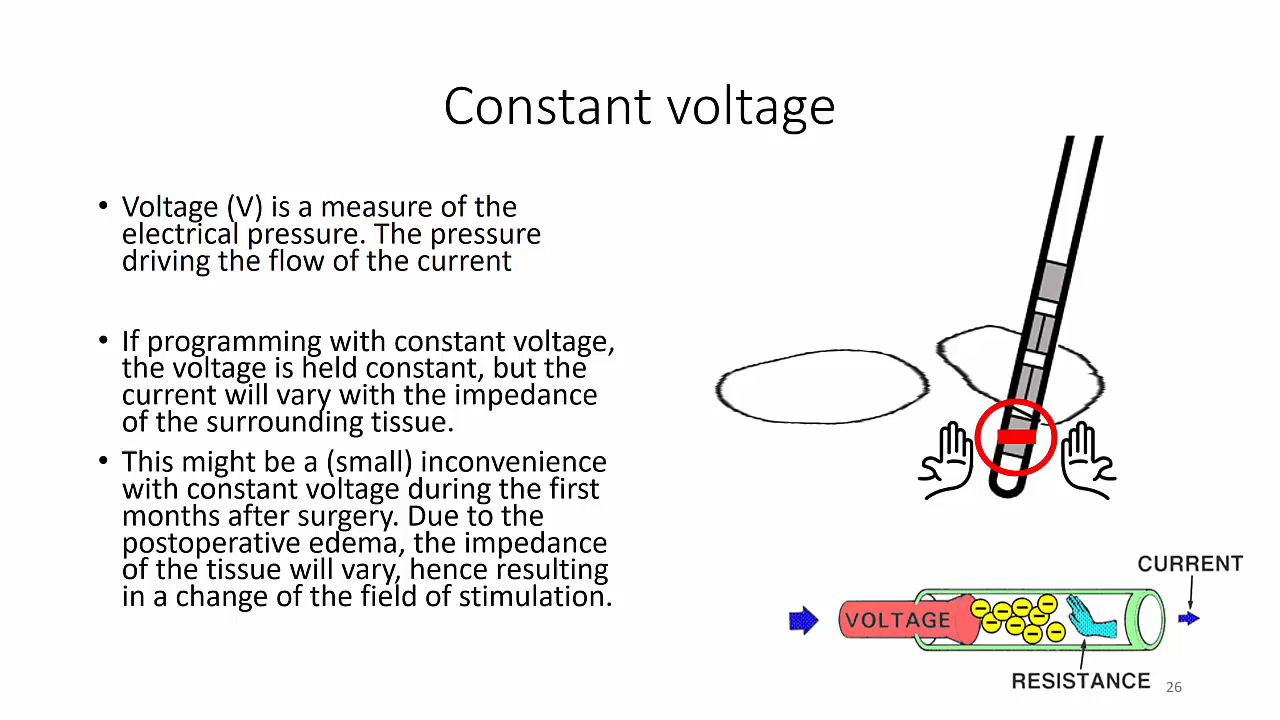 Constant voltage
• Voltage (V) is a measure of the
electrical pressure. The pressure
driving the flow of the current
• If programming with constant voltage,
the voltage is held constant, but the
current will vary with the impedance
of the surrounding tissue.
• This might be a (small) inconvenience
with constant voltage during the first
months after surgery. Due to the
postoperative edema, the impedance
of the tissue will vary, hence resulting
in a change of the field of stimulation.
CURRENT
VOLTAGE
RESISTANCE
26